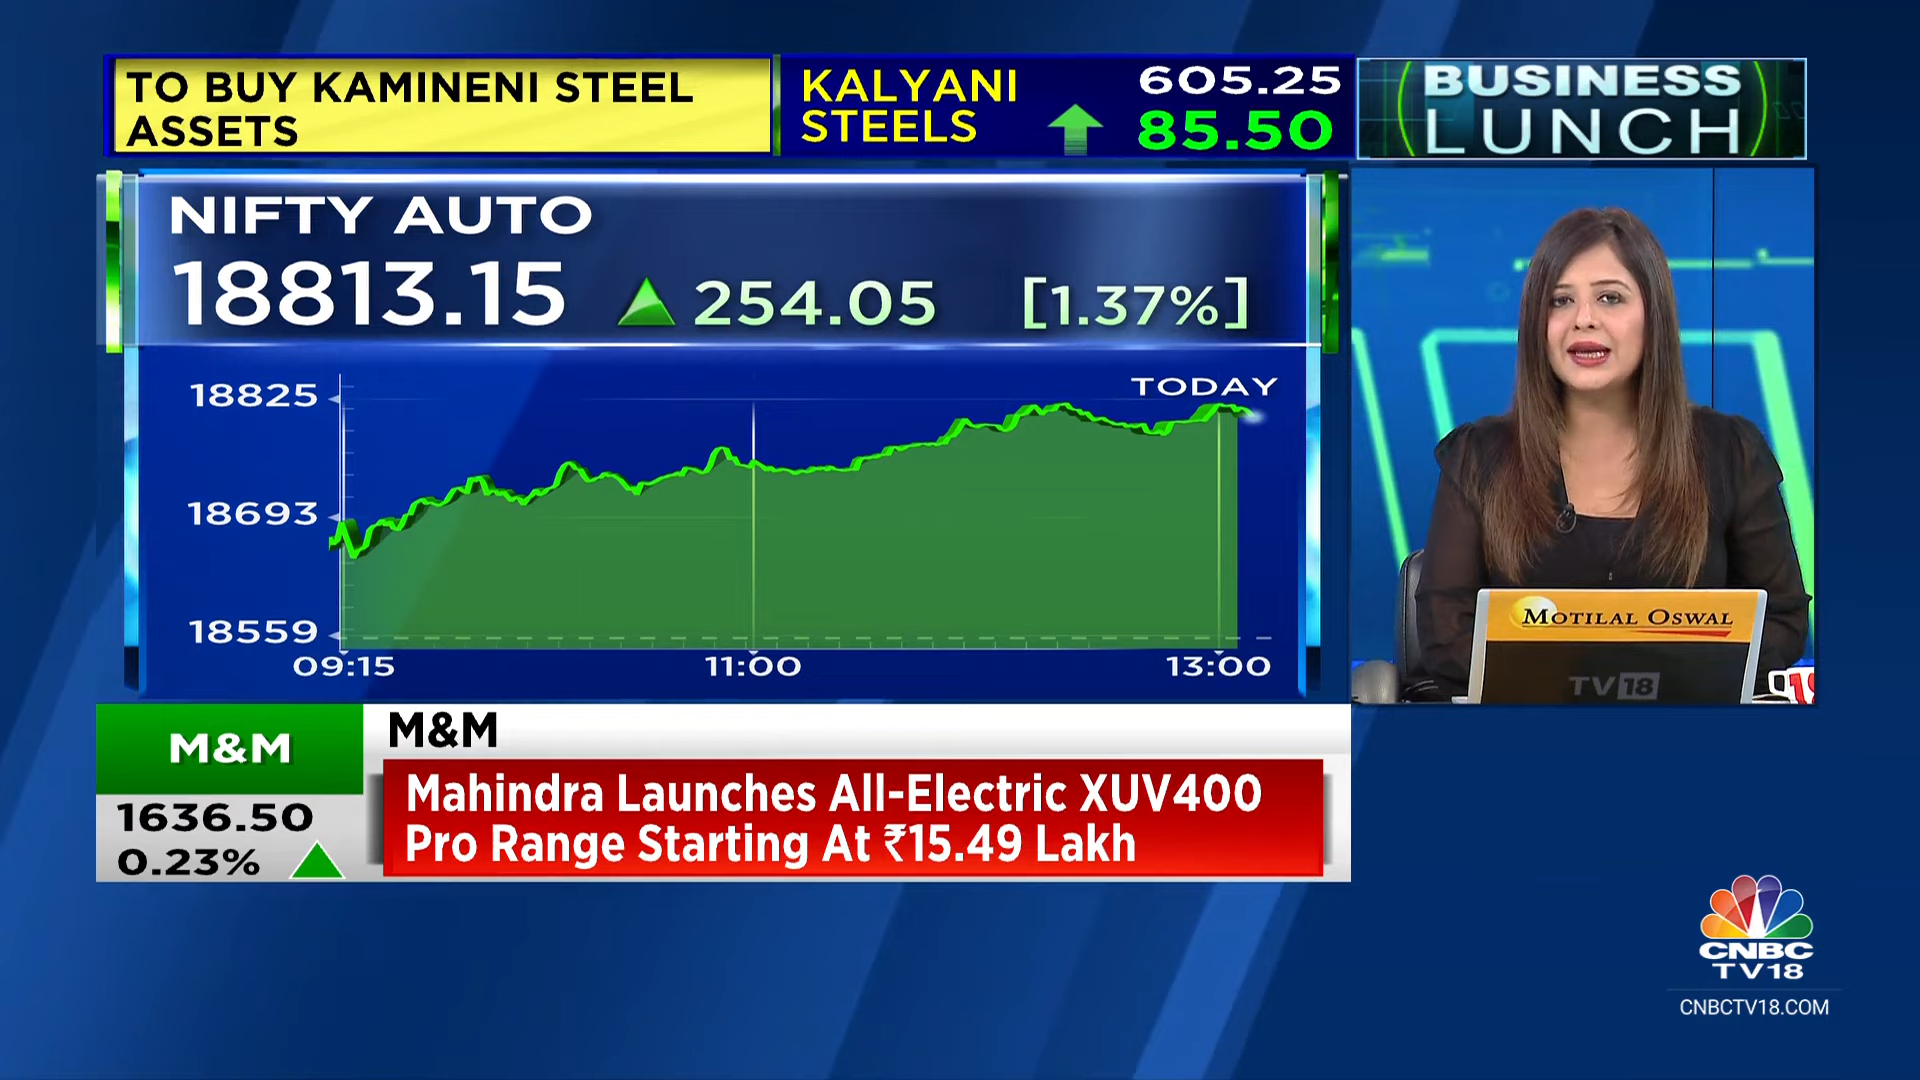 TO BUY KAMINENI STEEL
ASSETS
KALYANI
STEELS
605.25
85.50
BUSINESS
LUNCH
NIFTY AUTO
18813.15 254.05 [1.37%]
TODAY
18825
18693
18559
09:15 11:00 13:00
MOTILAL OSWAL
TV18
M&M
1636.50
0.23%
M&M
Mahindra Launches All-Electric XUV400
Pro Range Starting At ₹15.49 Lakh
CNBC
TV18
CNBCTV18.COM